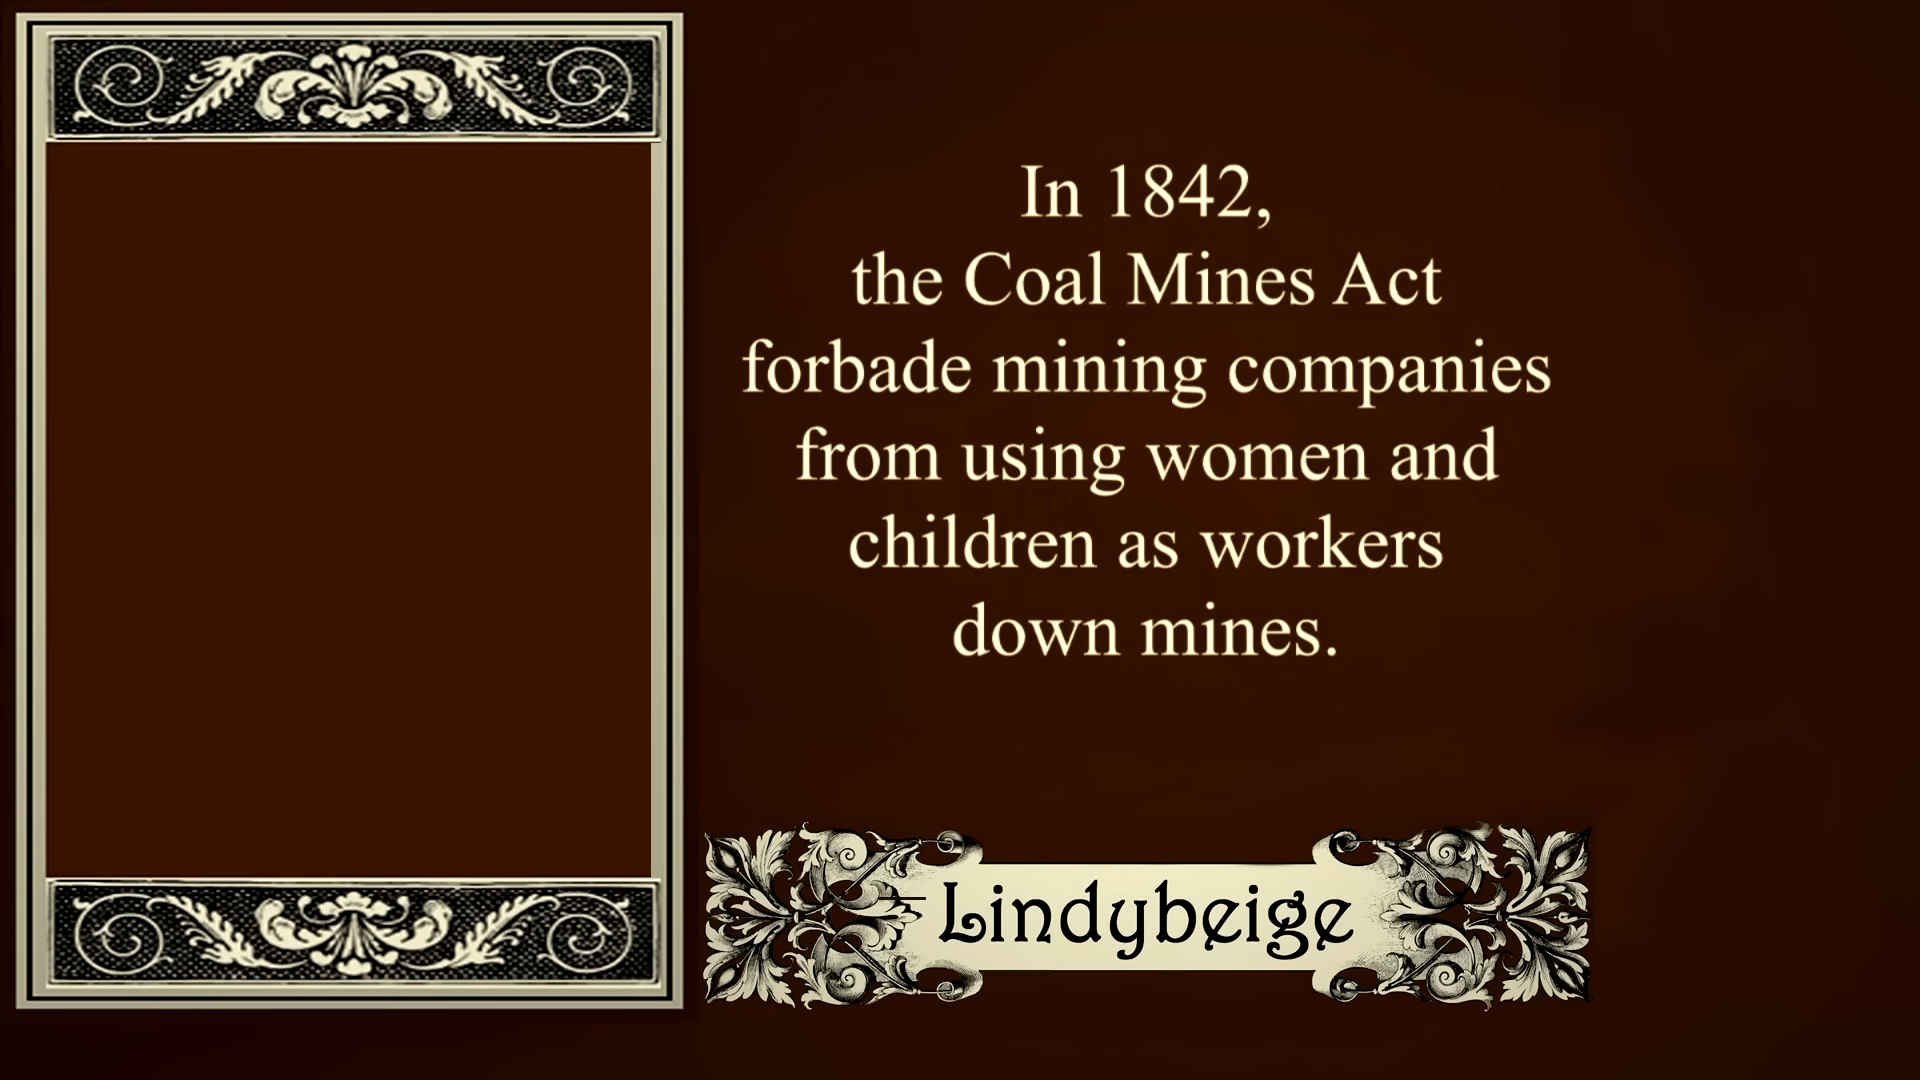 In 1842,
the Coal Mines Act
forbade mining companies
from using women and
children as workers
down mines.
Lindybeige